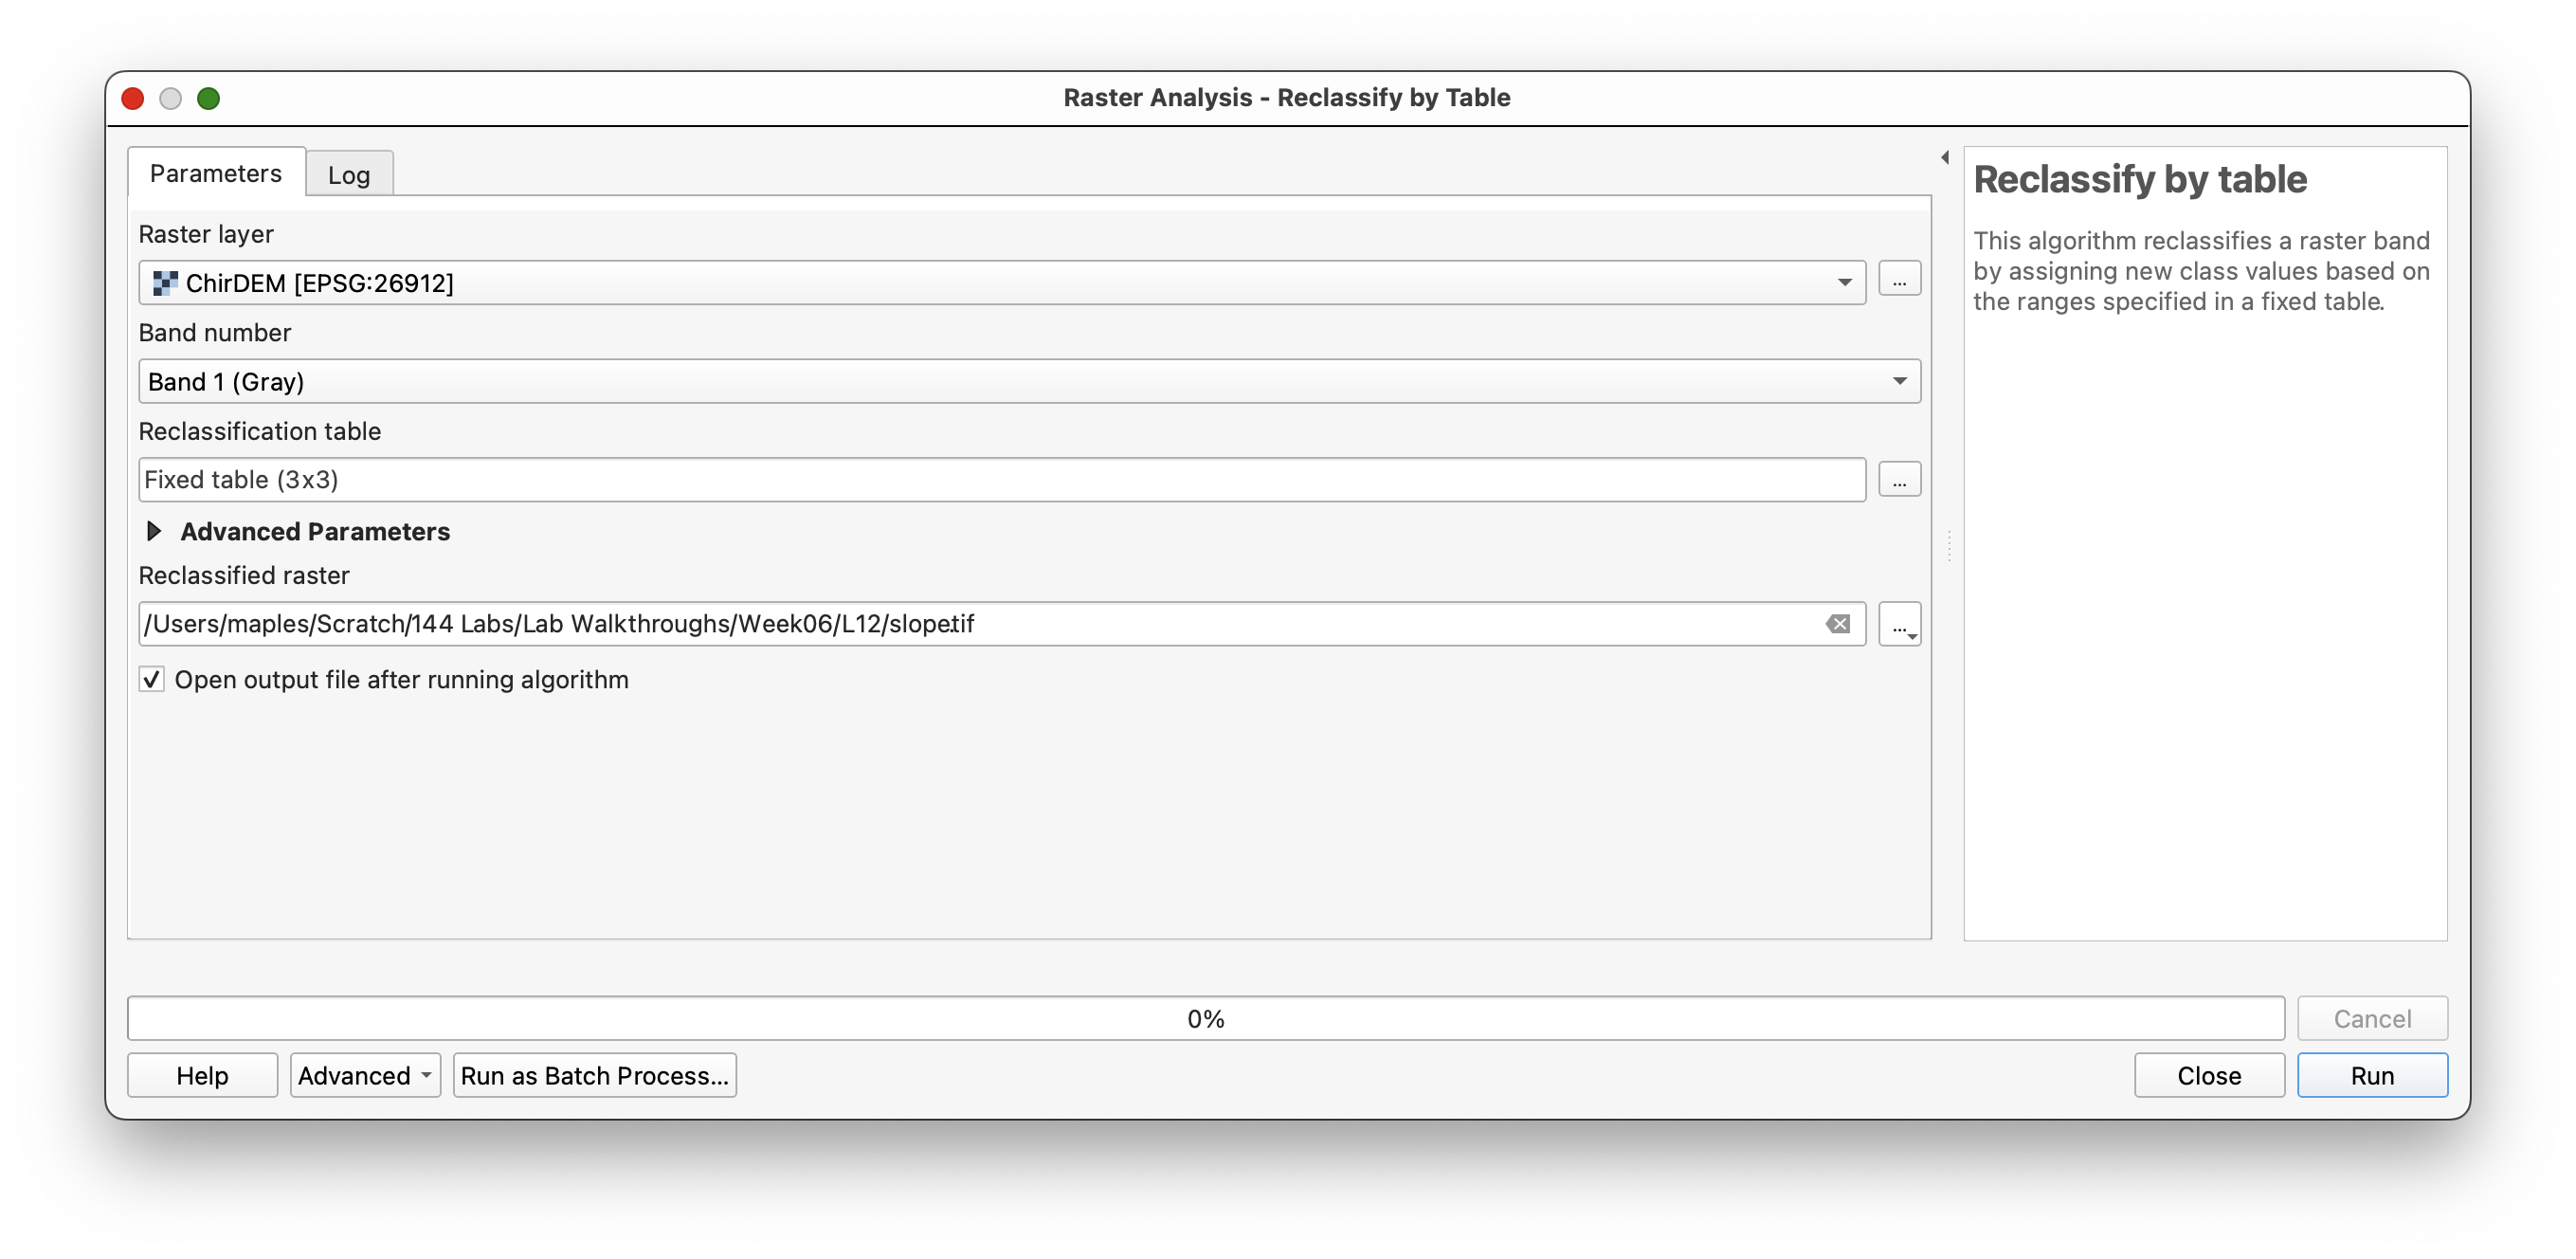 Raster Analysis - Reclassify by Table
Parameters
Log
Raster layer
ChirDEM [EPSG:26912]
...
Band number
Band 1 (Gray)
Reclassification table
Fixed table (3x3)
...
Advanced Parameters
Reclassified raster
/Users/maples/Scratch/144 Labs/Lab Walkthroughs/Week06/L12/slope.tif
...
Open output file after running algorithm
Reclassify by table
This algorithm reclassifies a raster band
by assigning new class values based on
the ranges specified in a fixed table.
0%
Cancel
Help
Advanced
Run as Batch Process...
Close
Run